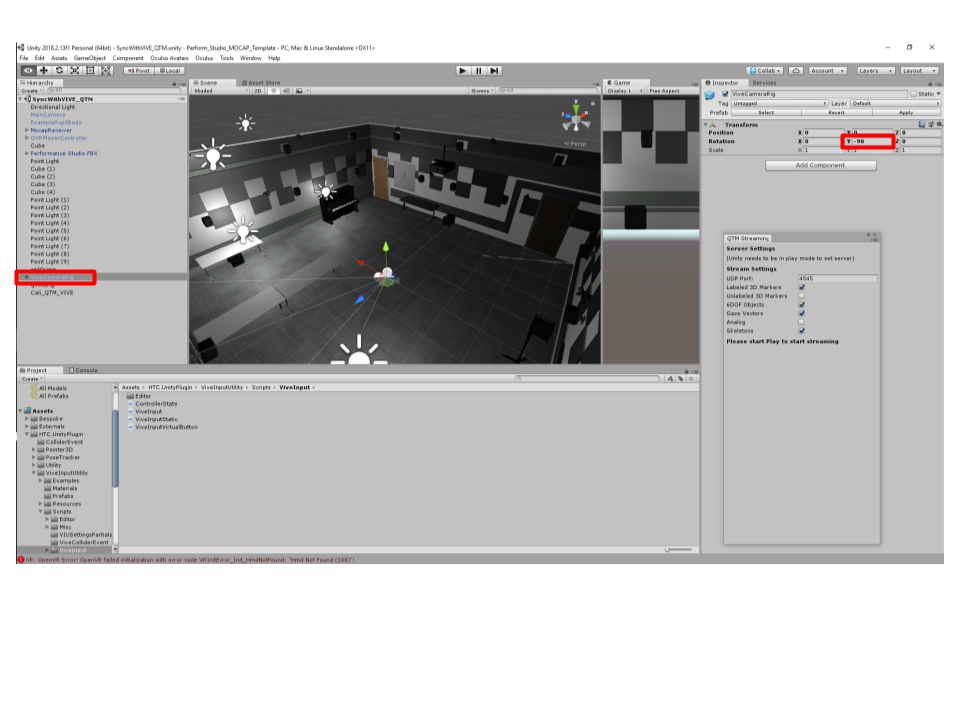 Unity 2018.2.13f1 Personal (64bit) - SyncWithVIVE_QTM.unity - Perform_Studio_MOCAP_Template - PC, Mac & Linux Standalone <DX11>
File Edit Assets GameObject Component Oculus Avatars Oculus Tools Window Help
Pivot Local Collab Account Layers Layout
Hierarchy
Create All
SyncWithVIVE_QTM
Directional Light
MainCamera
ExampleRigidBody
MocapReceiver
OVRPlayerController
Cube
Performance Studio FBX
Point Light
Cube (1)
Cube (2)
Cube (3)
Cube (4)
Point Light (1)
Point Light (2)
Point Light (3)
Point Light (4)
Point Light (5)
Point Light (6)
Point Light (7)
Point Light (8)
Point Light (9)
ViveCameraRig
Cali_QTM_VIVE
Scene Asset Store
Shaded 2D Gizmos All
Persp
Game
Display 1 Free Aspect
Inspector Services
ViveCameraRig Static
Tag Untagged Layer Default
Prefab Select Revert Apply
Transform
Position X 0 Y 0 Z 0
Rotation X 0 Y -90 Z 0
Scale X 1 Y 1 Z 1
Add Component
QTM Streaming
Server Settings
(Unity needs to be in play mode to set server)
Stream Settings
UDP Port: 4545
Labeled 3D Markers
Unlabeled 3D Markers
6DOF Objects
Gaze Vectors
Analog
Skeletons
Please start Play to start streaming
Project Console
Create
All Models
All Prefabs
Assets
Bespoke
Externals
HTC.UnityPlugin
ColliderEvent
Pointer3D
PoseTracker
Utility
ViveInputUtility
Examples
Materials
Prefabs
Resources
Scripts
Editor
Misc
VIUSettingsPartials
ViveColliderEvent
ViveInput
Assets HTC.UnityPlugin ViveInputUtility Scripts ViveInput
Editor
ControllerState
ViveInput
ViveInputStatic
ViveInputVirtualButton
VR: OpenVR Error! OpenVR failed initialization with error code VRInitError_Init_HmdNotFound: "Hmd Not Found (108)"!